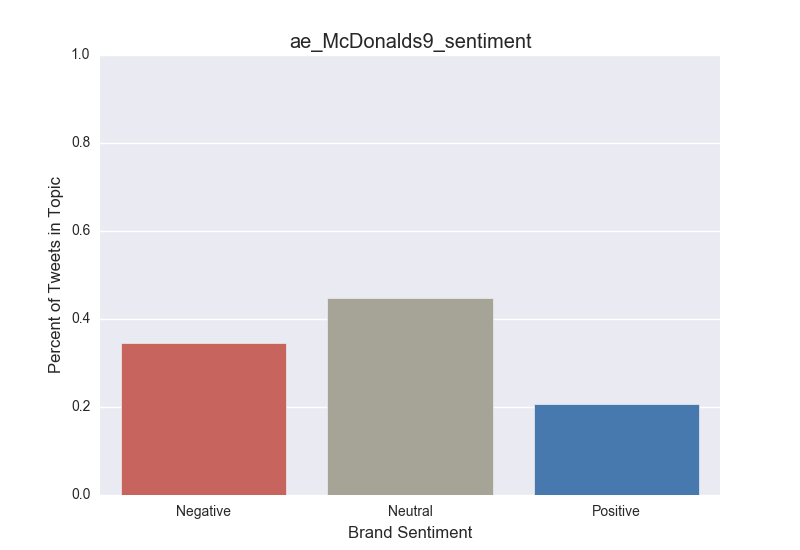 ae_McDonalds9_sentiment
1.0
0.8
0.6
0.4
0.2
0.0
Percent of Tweets in Topic
Negative Neutral Positive
Brand Sentiment